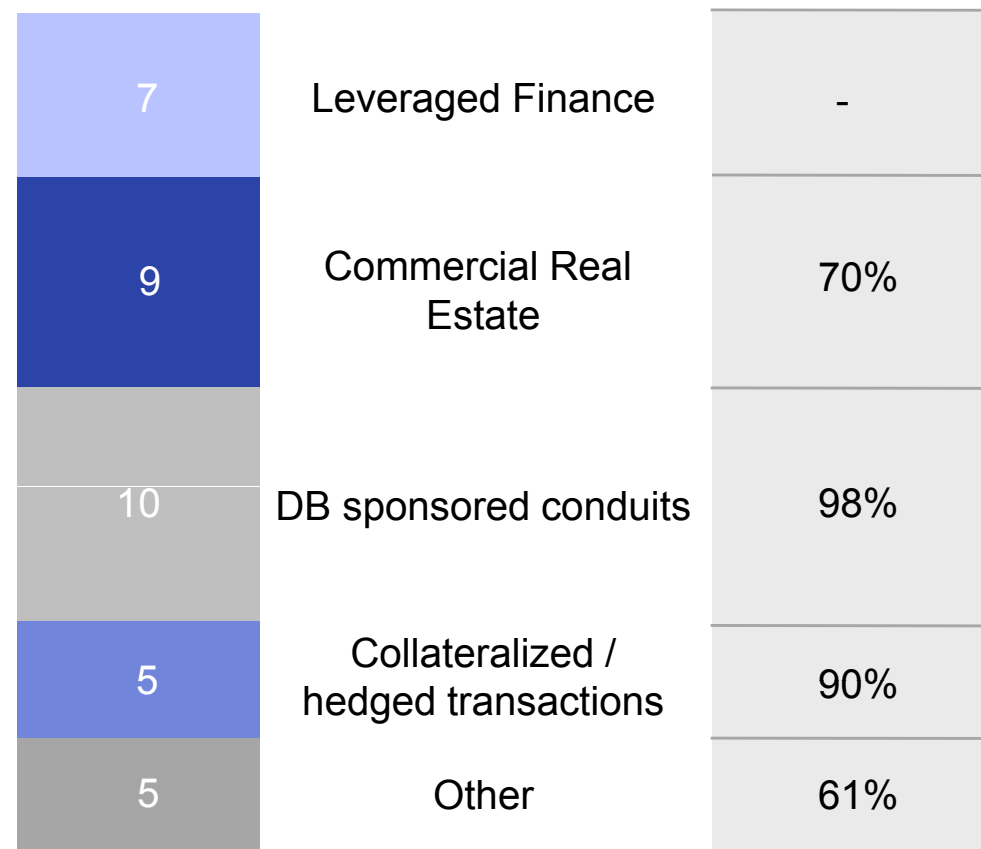 7 Leveraged Finance -
9 Commercial Real
Estate 70%
10 DB sponsored conduits 98%
5 Collateralized /
hedged transactions 90%
5 Other 61%